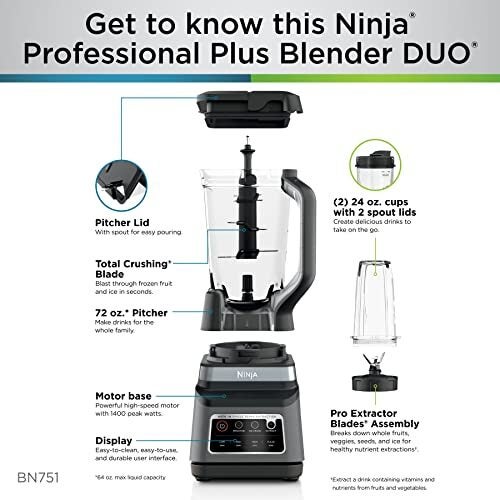 Get to know this Ninja®
Professional Plus Blender DUO®
Pitcher Lid
With spout for easy pouring.
Total Crushing*
Blade
Blast through frozen fruit
and ice in seconds.
72 oz.* Pitcher
Make drinks for the
whole family.
Motor base
Powerful high-speed motor
with 1400 peak watts.
Display
Easy-to-clean, easy-to-use,
and durable user interface.
BN751
*64 oz. max liquid capacity.
NINJA
(2) 24 oz. cups
with 2 spout lids
Create delicious drinks to
take on the go.
Pro Extractor
Blades* Assembly
Breaks down whole fruits,
veggies, seeds, and ice for
healthy nutrient extractions*.
*Extract a drink containing vitamins and
nutrients from fruits and vegetables.